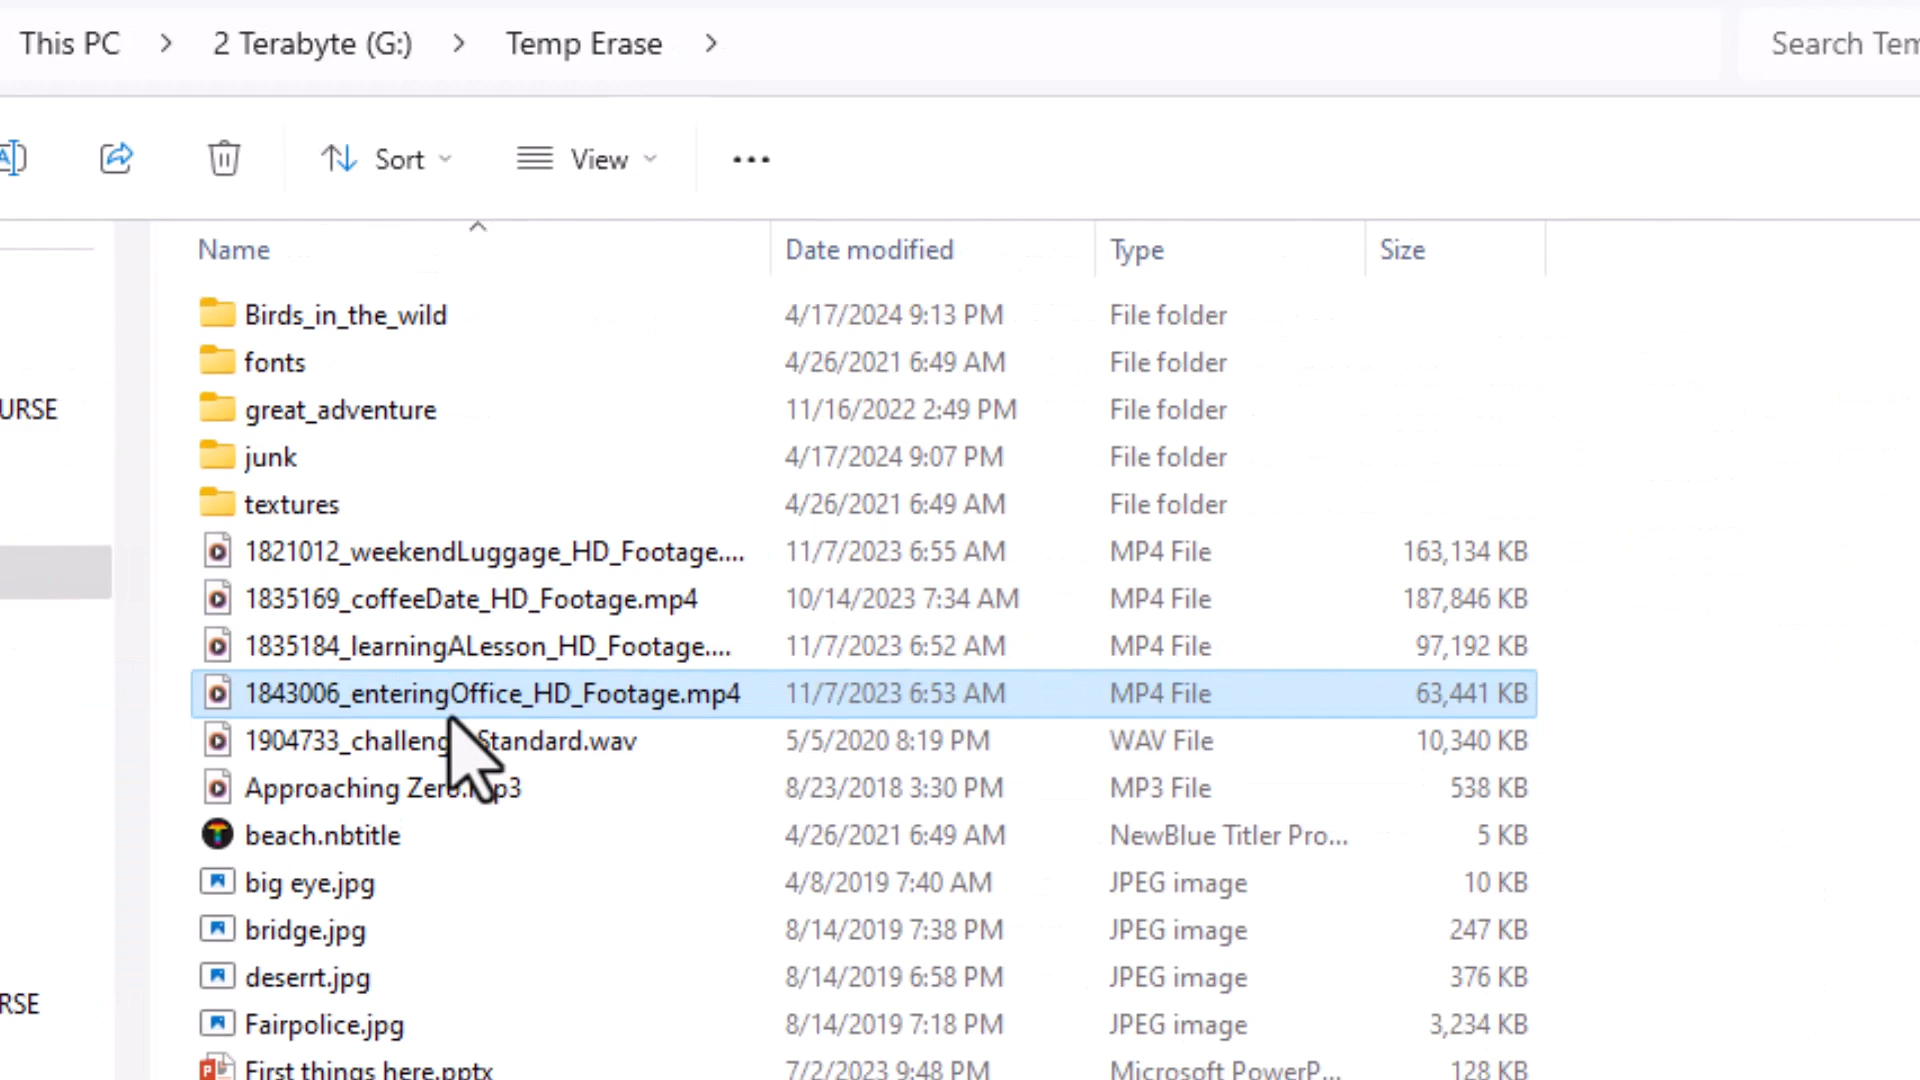 This PC > 2 Terabyte (G:) > Temp Erase > Search Tem
A Sort View ...
Name Date modified Type Size
Birds_in_the_wild 4/17/2024 9:13 PM File folder
fonts 4/26/2021 6:49 AM File folder
URSE great_adventure 11/16/2022 2:49 PM File folder
junk 4/17/2024 9:07 PM File folder
textures 4/26/2021 6:49 AM File folder
1821012_weekendLuggage_HD_Footage.... 11/7/2023 6:55 AM MP4 File 163,134 KB
1835169_coffeeDate_HD_Footage.mp4 10/14/2023 7:34 AM MP4 File 187,846 KB
1835184_learningALesson_HD_Footage.... 11/7/2023 6:52 AM MP4 File 97,192 KB
1843006_enteringOffice_HD_Footage.mp4 11/7/2023 6:53 AM MP4 File 63,441 KB
1904733_challeng Standard.wav 5/5/2020 8:19 PM WAV File 10,340 KB
Approaching Zero.mp3 8/23/2018 3:30 PM MP3 File 538 KB
beach.nbtitle 4/26/2021 6:49 AM NewBlue Titler Pro... 5 KB
big eye.jpg 4/8/2019 7:40 AM JPEG image 10 KB
bridge.jpg 8/14/2019 7:38 PM JPEG image 247 KB
deserrt.jpg 8/14/2019 6:58 PM JPEG image 376 KB
RSE Fairpolice.jpg 8/14/2019 7:18 PM JPEG image 3,234 KB
First things here.pptx 7/2/2023 9:48 PM Microsoft PowerP... 128 KB